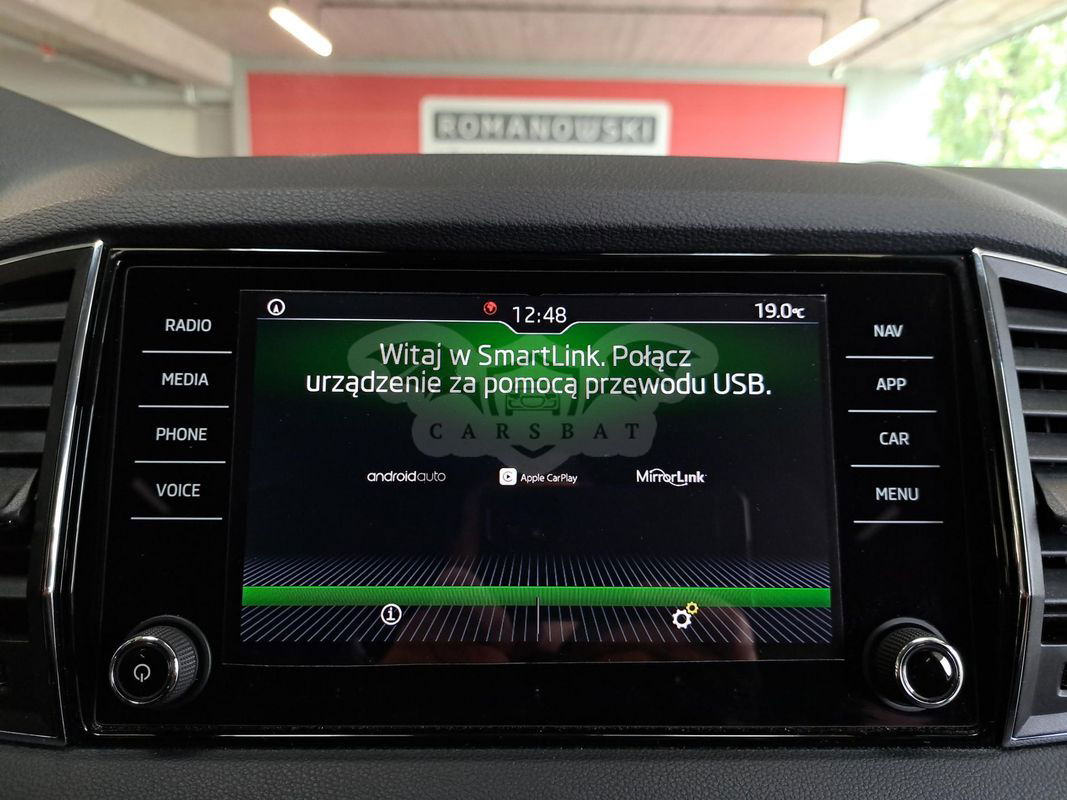 ROMANOWSKI
12:48
19.0°C
Witaj w SmartLink. Połącz
urządzenie za pomocą przewodu USB.
CARSBAT
androidauto
Apple CarPlay
MirrorLink
RADIO
MEDIA
PHONE
VOICE
NAV
APP
CAR
MENU